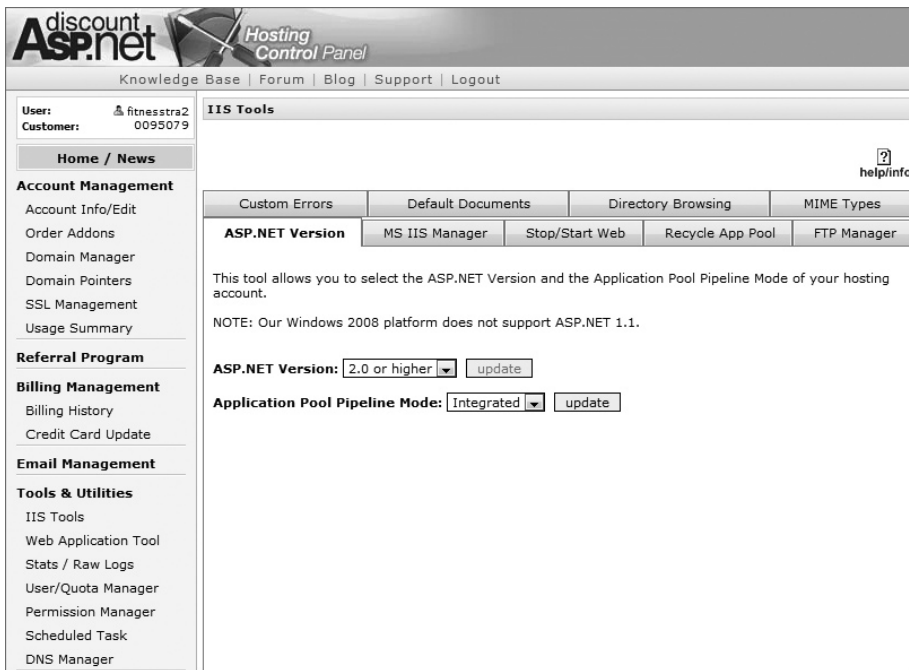 discount
ASP.net
Hosting
Control Panel
Knowledge Base | Forum | Blog | Support | Logout
User: fitnesstra2
Customer: 0095079
Home / News
Account Management
Account Info/Edit
Order Addons
Domain Manager
Domain Pointers
SSL Management
Usage Summary
Referral Program
Billing Management
Billing History
Credit Card Update
Email Management
Tools & Utilities
IIS Tools
Web Application Tool
Stats / Raw Logs
User/Quota Manager
Permission Manager
Scheduled Task
DNS Manager
IIS Tools
?
help/info
Custom Errors Default Documents Directory Browsing MIME Types
ASP.NET Version MS IIS Manager Stop/Start Web Recycle App Pool FTP Manager
This tool allows you to select the ASP.NET Version and the Application Pool Pipeline Mode of your hosting
account.
NOTE: Our Windows 2008 platform does not support ASP.NET 1.1.
ASP.NET Version: 2.0 or higher update
Application Pool Pipeline Mode: Integrated update